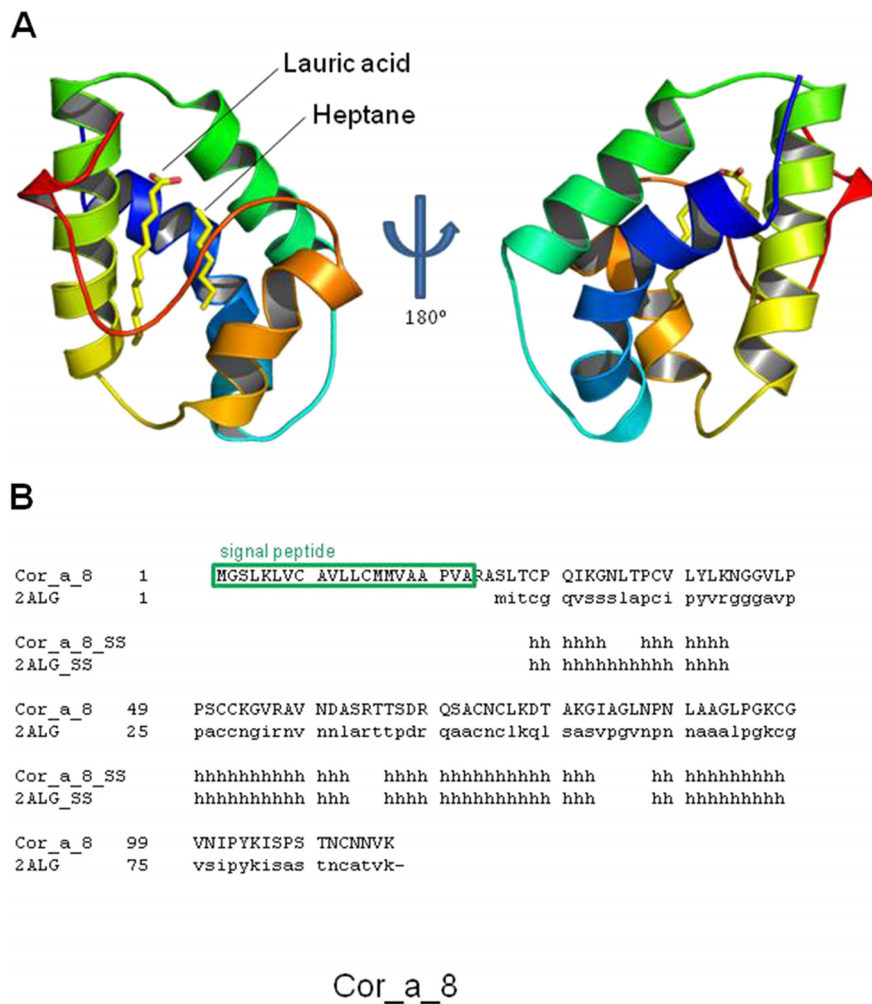 A
Lauric acid
Heptane
180º
B
signal peptide
Cor_a_8 1 MGSLKLVC AVLLCMMVAA PVARASLTCP QIKGNLTPCV LYLKNGGVLP
2ALG 1 mitcg qvssslapci pyvrgggavp
Cor_a_8_SS hh hhhh hhh hhhh
2ALG_SS hh hhhhhhhhhh hhhh
Cor_a_8 49 PSCCKGVRAV NDASRTTSDR QSACNCLKDT AKGIAGLNPN LAAGLPGKCG
2ALG 25 paccngirnv nnlarttpdr qaacnclkql sasvpgvnpn naaalpgkcg
Cor_a_8_SS hhhhhhhhhh hhh hhhh hhhhhhhhhh hhh hh hhhhhhhhh
2ALG_SS hhhhhhhhhh hhh hhhh hhhhhhhhhh hhh hh hhhhhhhhh
Cor_a_8 99 VNIPYKISPS TNCNNVK
2ALG 75 vsipykisas tncatvk-
Cor_a_8